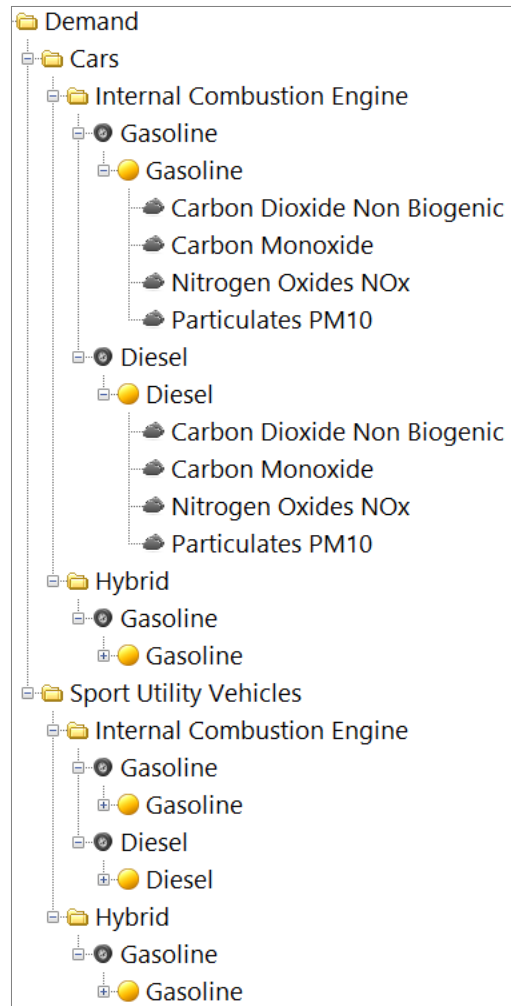 Demand
Cars
Internal Combustion Engine
Gasoline
Gasoline
Carbon Dioxide Non Biogenic
Carbon Monoxide
Nitrogen Oxides NOx
Particulates PM10
Diesel
Diesel
Carbon Dioxide Non Biogenic
Carbon Monoxide
Nitrogen Oxides NOx
Particulates PM10
Hybrid
Gasoline
Gasoline
Sport Utility Vehicles
Internal Combustion Engine
Gasoline
Gasoline
Diesel
Diesel
Hybrid
Gasoline
Gasoline